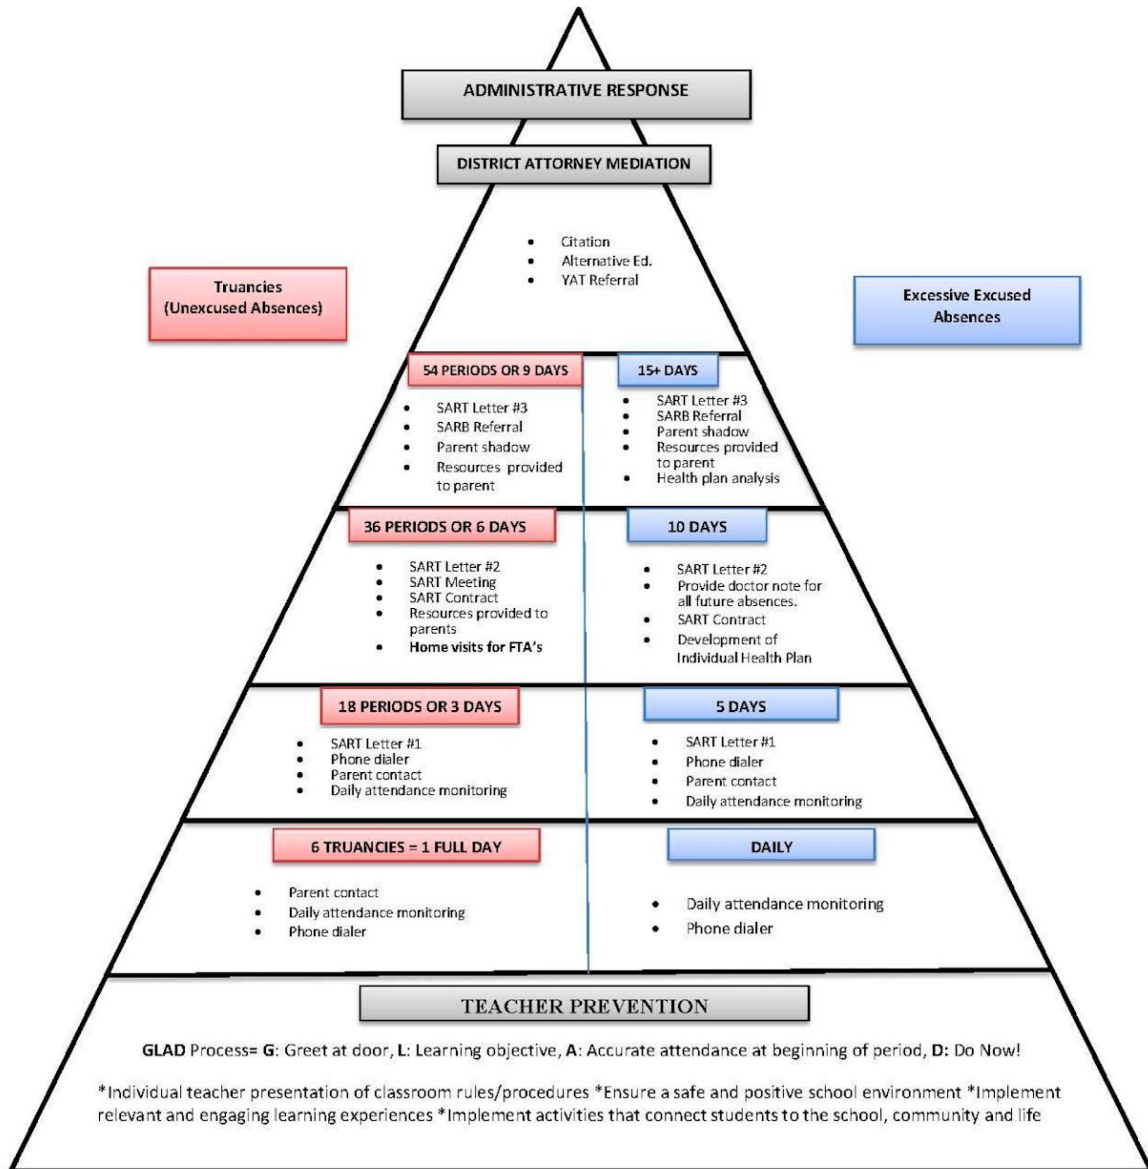 ADMINISTRATIVE RESPONSE
DISTRICT ATTORNEY MEDIATION
• Citation
• Alternative Ed.
• YAT Referral
Truancies
(Unexcused Absences)
Excessive Excused
Absences
54 PERIODS OR 9 DAYS
• SART Letter #3
• SARB Referral
• Parent shadow
• Resources provided
to parent
15+ DAYS
• SART Letter #3
• SARB Referral
• Parent shadow
• Resources provided
to parent
• Health plan analysis
36 PERIODS OR 6 DAYS
• SART Letter #2
• SART Meeting
• SART Contract
• Resources provided to
parents
• Home visits for FTA's
10 DAYS
• SART Letter #2
• Provide doctor note for
all future absences.
• SART Contract
• Development of
Individual Health Plan
18 PERIODS OR 3 DAYS
• SART Letter #1
• Phone dialer
• Parent contact
• Daily attendance monitoring
5 DAYS
• SART Letter #1
• Phone dialer
• Parent contact
• Daily attendance monitoring
6 TRUANCIES = 1 FULL DAY
• Parent contact
• Daily attendance monitoring
• Phone dialer
DAILY
• Daily attendance monitoring
• Phone dialer
TEACHER PREVENTION
GLAD Process= G: Greet at door, L: Learning objective, A: Accurate attendance at beginning of period, D: Do Now!
*Individual teacher presentation of classroom rules/procedures *Ensure a safe and positive school environment *Implement
relevant and engaging learning experiences *Implement activities that connect students to the school, community and life